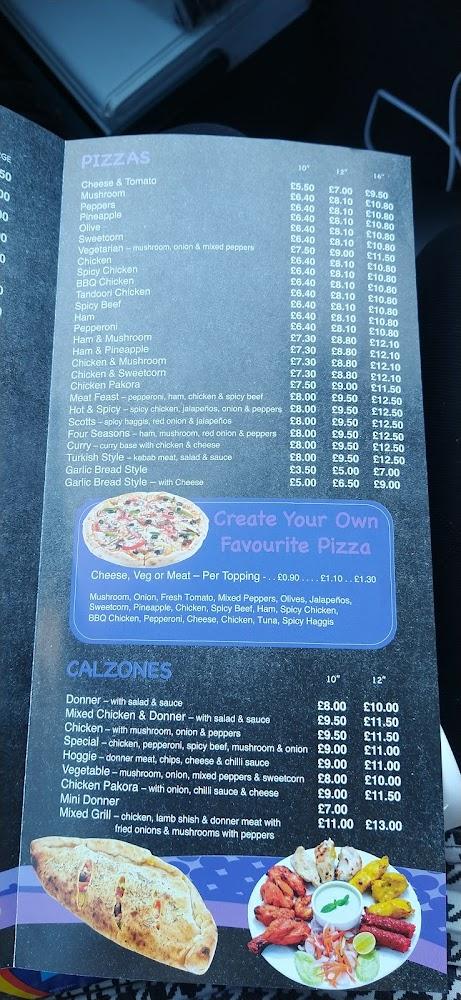 PIZZAS 10" 12" 16"
Cheese & Tomato £5.50 £7.00 £9.50
Mushroom £6.40 £8.10 £10.80
Peppers £6.40 £8.10 £10.80
Pineapple £6.40 £8.10 £10.80
Olive £6.40 £8.10 £10.80
Sweetcorn £6.40 £8.10 £10.80
Vegetarian – mushroom, onion & mixed peppers £7.50 £9.00 £11.50
Chicken £6.40 £8.10 £10.80
Spicy Chicken £6.40 £8.10 £10.80
BBQ Chicken £6.40 £8.10 £10.80
Tandoori Chicken £6.40 £8.10 £10.80
Spicy Beef £6.40 £8.10 £10.80
Ham £6.40 £8.10 £10.80
Pepperoni £6.40 £8.10 £10.80
Ham & Mushroom £7.30 £8.80 £12.10
Ham & Pineapple £7.30 £8.80 £12.10
Chicken & Mushroom £7.30 £8.80 £12.10
Chicken & Sweetcorn £7.30 £8.80 £12.10
Chicken Pakora £7.50 £9.00 £11.50
Meat Feast – pepperoni, ham, chicken & spicy beef £8.00 £9.50 £12.50
Hot & Spicy – spicy chicken, jalapeños, onion & peppers £8.00 £9.50 £12.50
Scotts – spicy haggis, red onion & jalapeños £8.00 £9.50 £12.50
Four Seasons – ham, mushroom, red onion & peppers £8.00 £9.50 £12.50
Curry – curry base with chicken & cheese £8.00 £9.50 £12.50
Turkish Style – kebab meat, salad & sauce £8.00 £9.50 £12.50
Garlic Bread Style £3.50 £5.00 £7.00
Garlic Bread Style – with Cheese £5.00 £6.50 £9.00
Create Your Own
Favourite Pizza
Cheese, Veg or Meat – Per Topping - . . £0.90 . . . . £1.10 . . £1.30
Mushroom, Onion, Fresh Tomato, Mixed Peppers, Olives, Jalapeños,
Sweetcorn, Pineapple, Chicken, Spicy Beef, Ham, Spicy Chicken,
BBQ Chicken, Pepperoni, Cheese, Chicken, Tuna, Spicy Haggis
CALZONES 10" 12"
Donner – with salad & sauce £8.00 £10.00
Mixed Chicken & Donner – with salad & sauce £9.50 £11.50
Chicken – with mushroom, onion & peppers £9.50 £11.50
Special – chicken, pepperoni, spicy beef, mushroom & onion £9.00 £11.00
Hoggie – donner meat, chips, cheese & chilli sauce £9.00 £11.00
Vegetable – mushroom, onion, mixed peppers & sweetcorn £8.00 £10.00
Chicken Pakora – with onion, chilli sauce & cheese £9.00 £11.50
Mini Donner £7.00
Mixed Grill – chicken, lamb shish & donner meat with £11.00 £13.00
fried onions & mushrooms with peppers